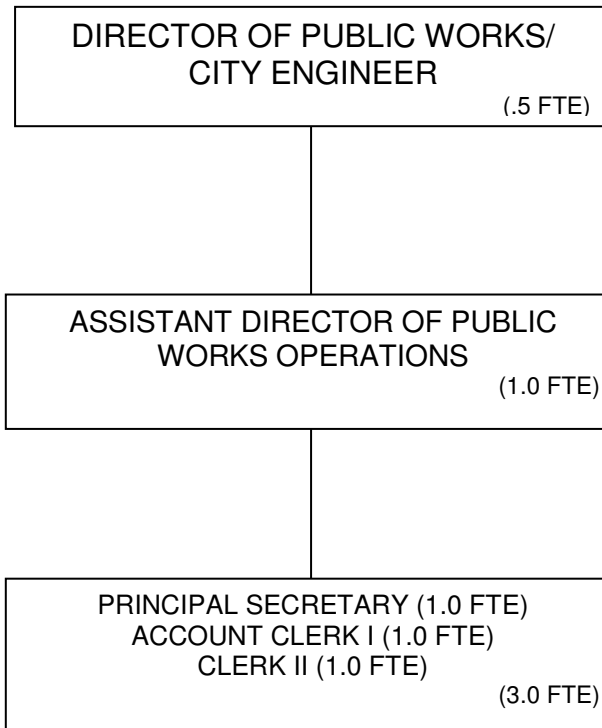 DIRECTOR OF PUBLIC WORKS/
CITY ENGINEER
(.5 FTE)
ASSISTANT DIRECTOR OF PUBLIC
WORKS OPERATIONS
(1.0 FTE)
PRINCIPAL SECRETARY (1.0 FTE)
ACCOUNT CLERK I (1.0 FTE)
CLERK II (1.0 FTE)
(3.0 FTE)